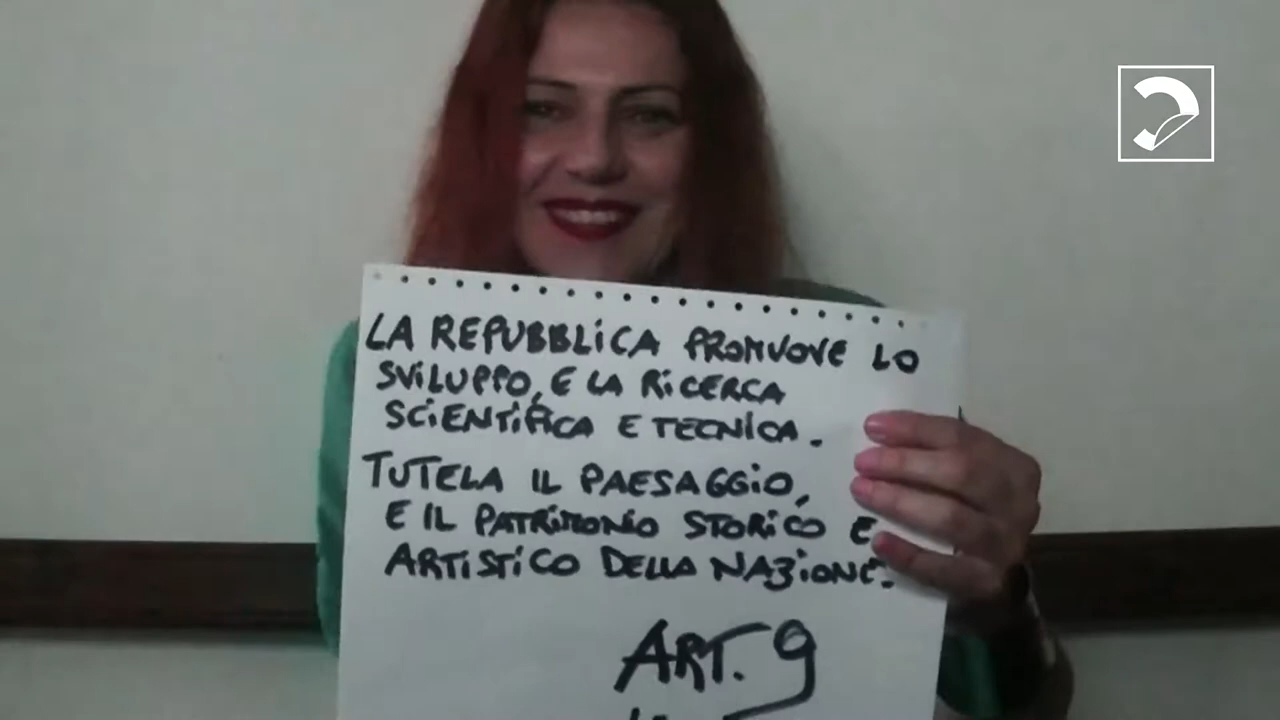 LA REPUBBLICA PROMUOVE LO
SVILUPPO, E LA RICERCA
SCIENTIFICA E TECNICA.
TUTELA IL PAESAGGIO,
E IL PATRIMONIO STORICO E
ARTISTICO DELLA NAZIONE.
ART. 9